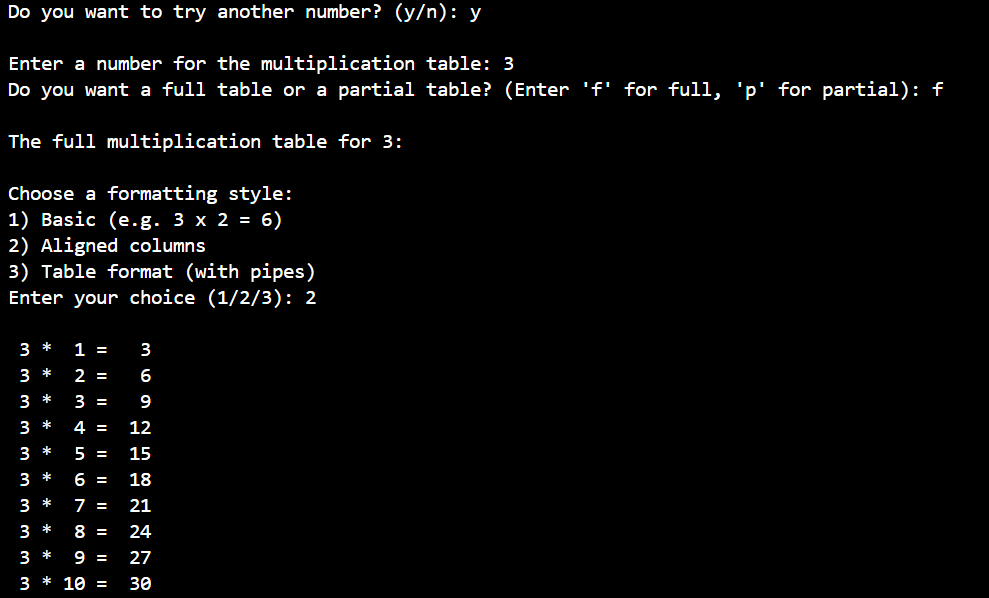 Do you want to try another number? (y/n): y

Enter a number for the multiplication table: 3
Do you want a full table or a partial table? (Enter 'f' for full, 'p' for partial): f

The full multiplication table for 3:

Choose a formatting style:
1) Basic (e.g. 3 x 2 = 6)
2) Aligned columns
3) Table format (with pipes)
Enter your choice (1/2/3): 2

 3 *  1 =   3
 3 *  2 =   6
 3 *  3 =   9
 3 *  4 =  12
 3 *  5 =  15
 3 *  6 =  18
 3 *  7 =  21
 3 *  8 =  24
 3 *  9 =  27
 3 * 10 =  30